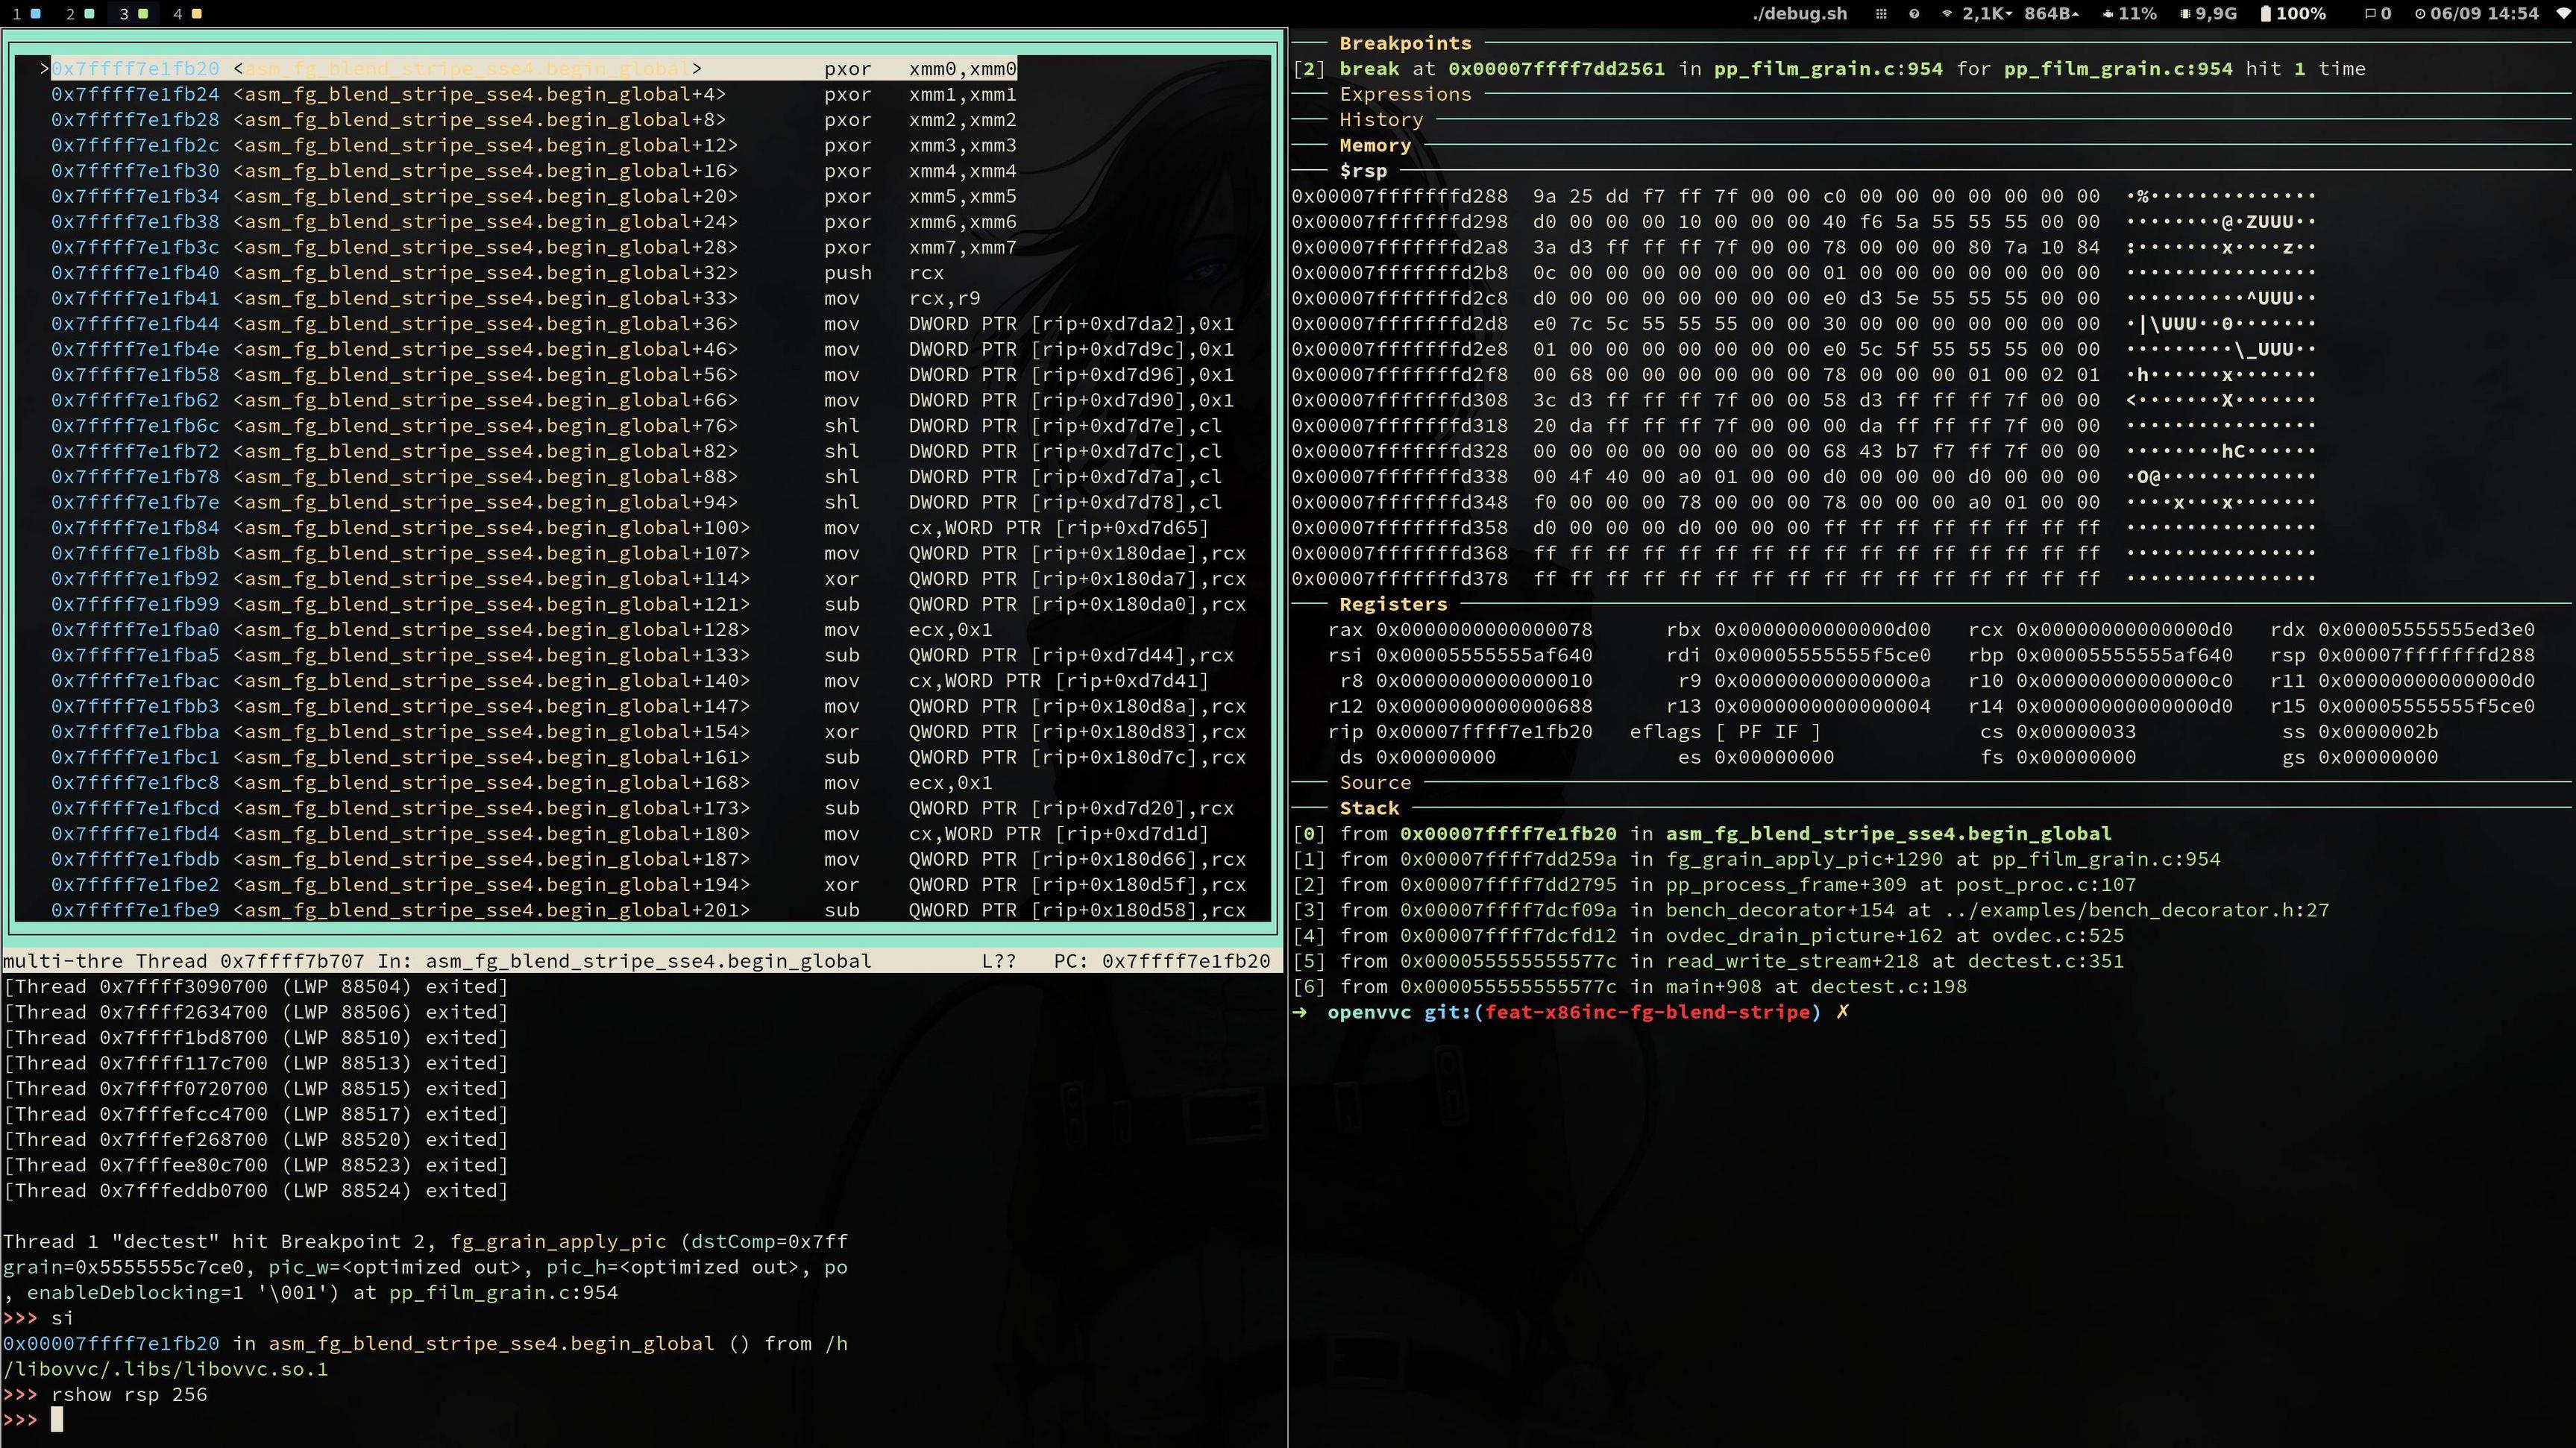 1 2 3 4 ./debug.sh 2,1K 864B 11% 9,9G 100% 0 06/09 14:54
>0x7ffff7e1fb20 <asm_fg_blend_stripe_sse4.begin_global> pxor xmm0,xmm0
0x7ffff7e1fb24 <asm_fg_blend_stripe_sse4.begin_global+4> pxor xmm1,xmm1
0x7ffff7e1fb28 <asm_fg_blend_stripe_sse4.begin_global+8> pxor xmm2,xmm2
0x7ffff7e1fb2c <asm_fg_blend_stripe_sse4.begin_global+12> pxor xmm3,xmm3
0x7ffff7e1fb30 <asm_fg_blend_stripe_sse4.begin_global+16> pxor xmm4,xmm4
0x7ffff7e1fb34 <asm_fg_blend_stripe_sse4.begin_global+20> pxor xmm5,xmm5
0x7ffff7e1fb38 <asm_fg_blend_stripe_sse4.begin_global+24> pxor xmm6,xmm6
0x7ffff7e1fb3c <asm_fg_blend_stripe_sse4.begin_global+28> pxor xmm7,xmm7
0x7ffff7e1fb40 <asm_fg_blend_stripe_sse4.begin_global+32> push rcx
0x7ffff7e1fb41 <asm_fg_blend_stripe_sse4.begin_global+33> mov rcx,r9
0x7ffff7e1fb44 <asm_fg_blend_stripe_sse4.begin_global+36> mov DWORD PTR [rip+0xd7da2],0x1
0x7ffff7e1fb4e <asm_fg_blend_stripe_sse4.begin_global+46> mov DWORD PTR [rip+0xd7d9c],0x1
0x7ffff7e1fb58 <asm_fg_blend_stripe_sse4.begin_global+56> mov DWORD PTR [rip+0xd7d96],0x1
0x7ffff7e1fb62 <asm_fg_blend_stripe_sse4.begin_global+66> mov DWORD PTR [rip+0xd7d90],0x1
0x7ffff7e1fb6c <asm_fg_blend_stripe_sse4.begin_global+76> shl DWORD PTR [rip+0xd7d7e],cl
0x7ffff7e1fb72 <asm_fg_blend_stripe_sse4.begin_global+82> shl DWORD PTR [rip+0xd7d7c],cl
0x7ffff7e1fb78 <asm_fg_blend_stripe_sse4.begin_global+88> shl DWORD PTR [rip+0xd7d7a],cl
0x7ffff7e1fb7e <asm_fg_blend_stripe_sse4.begin_global+94> shl DWORD PTR [rip+0xd7d78],cl
0x7ffff7e1fb84 <asm_fg_blend_stripe_sse4.begin_global+100> mov cx,WORD PTR [rip+0xd7d65]
0x7ffff7e1fb8b <asm_fg_blend_stripe_sse4.begin_global+107> mov QWORD PTR [rip+0x180dae],rcx
0x7ffff7e1fb92 <asm_fg_blend_stripe_sse4.begin_global+114> xor QWORD PTR [rip+0x180da7],rcx
0x7ffff7e1fb99 <asm_fg_blend_stripe_sse4.begin_global+121> sub QWORD PTR [rip+0x180da0],rcx
0x7ffff7e1fba0 <asm_fg_blend_stripe_sse4.begin_global+128> mov ecx,0x1
0x7ffff7e1fba5 <asm_fg_blend_stripe_sse4.begin_global+133> sub QWORD PTR [rip+0xd7d44],rcx
0x7ffff7e1fbac <asm_fg_blend_stripe_sse4.begin_global+140> mov cx,WORD PTR [rip+0xd7d41]
0x7ffff7e1fbb3 <asm_fg_blend_stripe_sse4.begin_global+147> mov QWORD PTR [rip+0x180d8a],rcx
0x7ffff7e1fbba <asm_fg_blend_stripe_sse4.begin_global+154> xor QWORD PTR [rip+0x180d83],rcx
0x7ffff7e1fbc1 <asm_fg_blend_stripe_sse4.begin_global+161> sub QWORD PTR [rip+0x180d7c],rcx
0x7ffff7e1fbc8 <asm_fg_blend_stripe_sse4.begin_global+168> mov ecx,0x1
0x7ffff7e1fbcd <asm_fg_blend_stripe_sse4.begin_global+173> sub QWORD PTR [rip+0xd7d20],rcx
0x7ffff7e1fbd4 <asm_fg_blend_stripe_sse4.begin_global+180> mov cx,WORD PTR [rip+0xd7d1d]
0x7ffff7e1fbdb <asm_fg_blend_stripe_sse4.begin_global+187> mov QWORD PTR [rip+0x180d66],rcx
0x7ffff7e1fbe2 <asm_fg_blend_stripe_sse4.begin_global+194> xor QWORD PTR [rip+0x180d5f],rcx
0x7ffff7e1fbe9 <asm_fg_blend_stripe_sse4.begin_global+201> sub QWORD PTR [rip+0x180d58],rcx
multi-thre Thread 0x7ffff7b707 In: asm_fg_blend_stripe_sse4.begin_global L?? PC: 0x7ffff7e1fb20
[Thread 0x7ffff3090700 (LWP 88504) exited]
[Thread 0x7ffff2634700 (LWP 88506) exited]
[Thread 0x7ffff1bd8700 (LWP 88510) exited]
[Thread 0x7ffff117c700 (LWP 88513) exited]
[Thread 0x7ffff0720700 (LWP 88515) exited]
[Thread 0x7fffefcc4700 (LWP 88517) exited]
[Thread 0x7fffef268700 (LWP 88520) exited]
[Thread 0x7fffee80c700 (LWP 88523) exited]
[Thread 0x7fffeddb0700 (LWP 88524) exited]
Thread 1 "dectest" hit Breakpoint 2, fg_grain_apply_pic (dstComp=0x7ff
grain=0x5555555c7ce0, pic_w=<optimized out>, pic_h=<optimized out>, po
, enableDeblocking=1 '\001') at pp_film_grain.c:954
>>> si
0x00007ffff7e1fb20 in asm_fg_blend_stripe_sse4.begin_global () from /h
/libovvc/.libs/libovvc.so.1
>>> rshow rsp 256
>>>
Breakpoints
[2] break at 0x00007ffff7dd2561 in pp_film_grain.c:954 for pp_film_grain.c:954 hit 1 time
Expressions
History
Memory
$rsp
0x00007fffffffd288 9a 25 dd f7 ff 7f 00 00 c0 00 00 00 00 00 00 00 ·%··············
0x00007fffffffd298 d0 00 00 00 10 00 00 00 40 f6 5a 55 55 55 00 00 ········@·ZUUU··
0x00007fffffffd2a8 3a d3 ff ff ff 7f 00 00 78 00 00 00 80 7a 10 84 :·······x····z··
0x00007fffffffd2b8 0c 00 00 00 00 00 00 00 01 00 00 00 00 00 00 00 ················
0x00007fffffffd2c8 d0 00 00 00 00 00 00 00 e0 d3 5e 55 55 55 00 00 ··········^UUU··
0x00007fffffffd2d8 e0 7c 5c 55 55 55 00 00 30 00 00 00 00 00 00 00 ·|\UUU··0·······
0x00007fffffffd2e8 01 00 00 00 00 00 00 00 e0 5c 5f 55 55 55 00 00 ·········\_UUU··
0x00007fffffffd2f8 00 68 00 00 00 00 00 00 78 00 00 00 01 00 02 01 ·h······x·······
0x00007fffffffd308 3c d3 ff ff ff 7f 00 00 58 d3 ff ff ff 7f 00 00 <·······X·······
0x00007fffffffd318 20 da ff ff ff 7f 00 00 00 da ff ff ff 7f 00 00 ················
0x00007fffffffd328 00 00 00 00 00 00 00 00 68 43 b7 f7 ff 7f 00 00 ········hC······
0x00007fffffffd338 00 4f 40 00 a0 01 00 00 d0 00 00 00 d0 00 00 00 ·O@·············
0x00007fffffffd348 f0 00 00 00 78 00 00 00 78 00 00 00 a0 01 00 00 ····x···x·······
0x00007fffffffd358 d0 00 00 00 d0 00 00 00 ff ff ff ff ff ff ff ff ················
0x00007fffffffd368 ff ff ff ff ff ff ff ff ff ff ff ff ff ff ff ff ················
0x00007fffffffd378 ff ff ff ff ff ff ff ff ff ff ff ff ff ff ff ff ················
Registers
rax 0x0000000000000078 rbx 0x0000000000000d00 rcx 0x00000000000000d0 rdx 0x00005555555ed3e0
rsi 0x00005555555af640 rdi 0x00005555555f5ce0 rbp 0x00005555555af640 rsp 0x00007fffffffd288
r8 0x0000000000000010 r9 0x000000000000000a r10 0x00000000000000c0 r11 0x00000000000000d0
r12 0x0000000000000688 r13 0x0000000000000004 r14 0x00000000000000d0 r15 0x00005555555f5ce0
rip 0x00007ffff7e1fb20 eflags [ PF IF ] cs 0x00000033 ss 0x0000002b
ds 0x00000000 es 0x00000000 fs 0x00000000 gs 0x00000000
Source
Stack
[0] from 0x00007ffff7e1fb20 in asm_fg_blend_stripe_sse4.begin_global
[1] from 0x00007ffff7dd259a in fg_grain_apply_pic+1290 at pp_film_grain.c:954
[2] from 0x00007ffff7dd2795 in pp_process_frame+309 at post_proc.c:107
[3] from 0x00007ffff7dcf09a in bench_decorator+154 at ../examples/bench_decorator.h:27
[4] from 0x00007ffff7dcfd12 in ovdec_drain_picture+162 at ovdec.c:525
[5] from 0x000055555555577c in read_write_stream+218 at dectest.c:351
[6] from 0x000055555555577c in main+908 at dectest.c:198
➜ openvvc git:(feat-x86inc-fg-blend-stripe) ✗